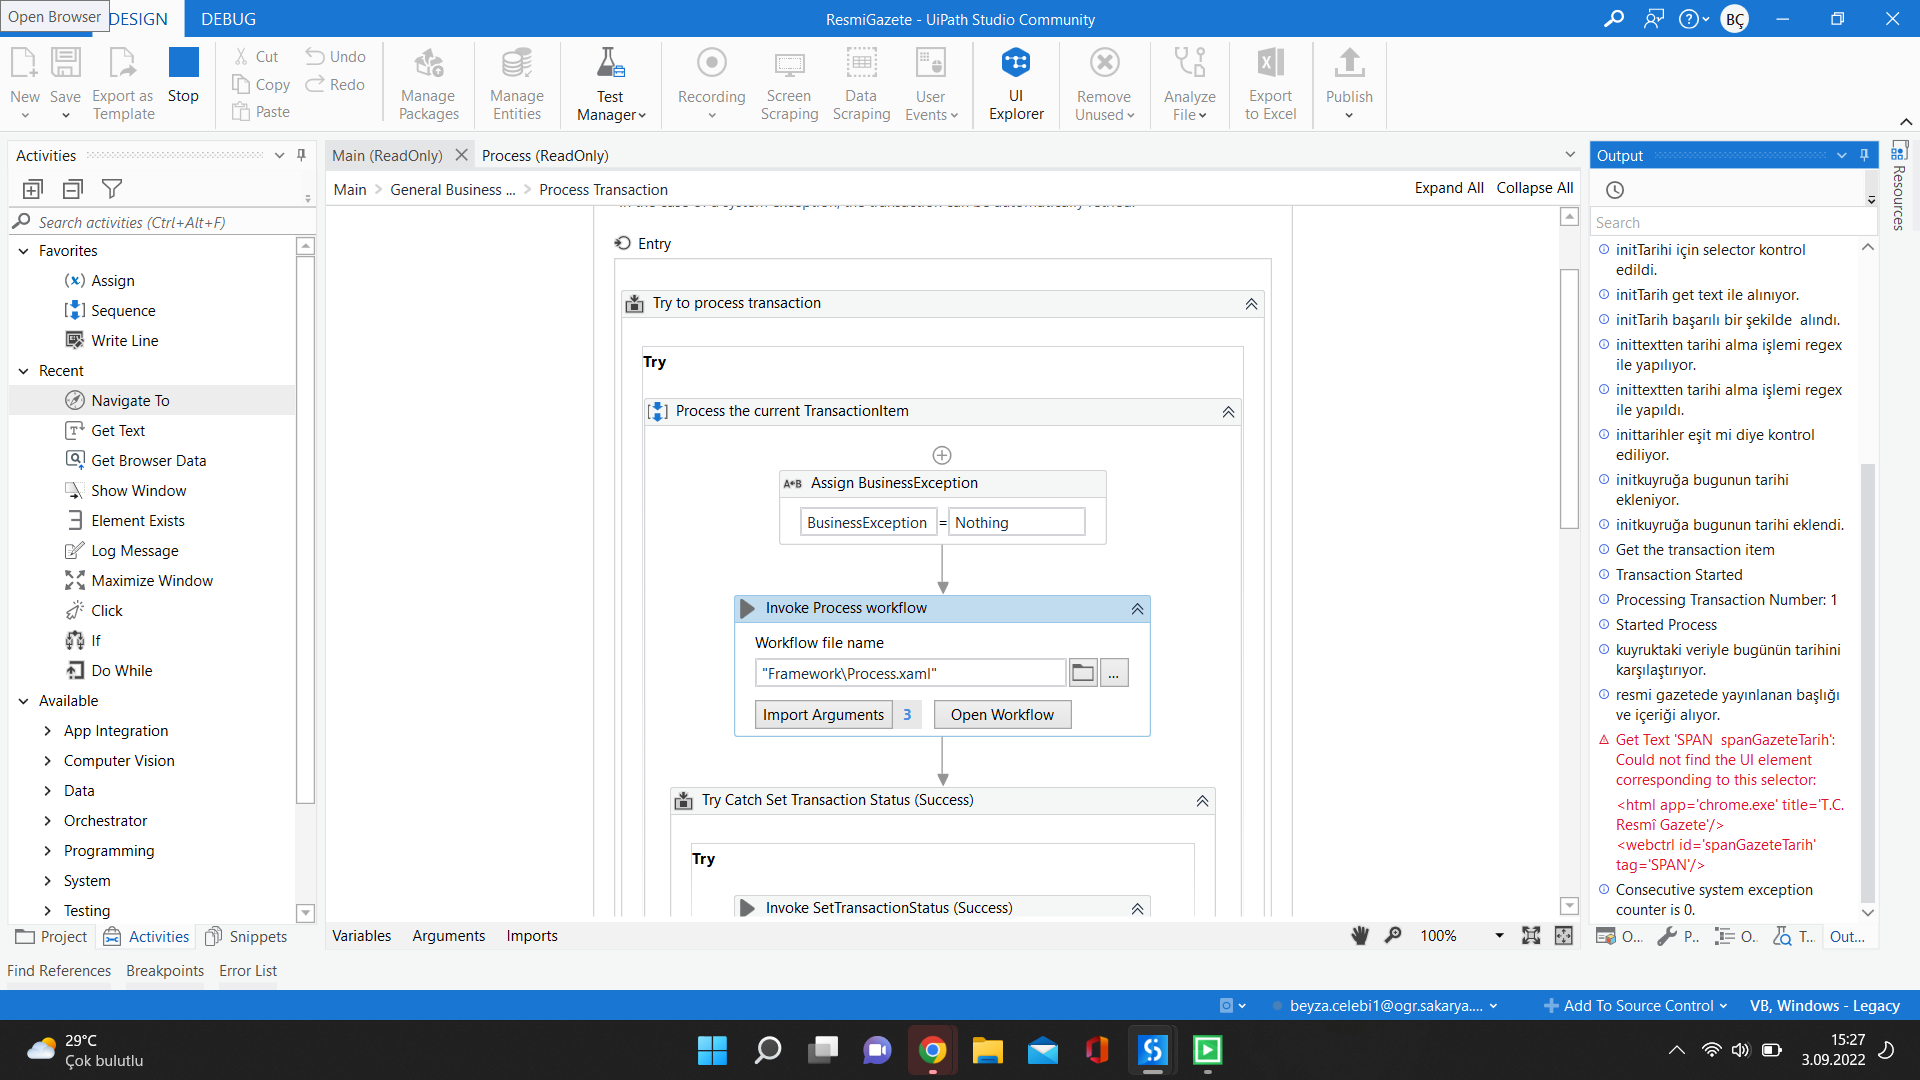 Open Browser
DESIGN
DEBUG
ResmiGazete - UiPath Studio Community
BÇ
New
Save
Export as
Template
Stop
Cut
Copy
Paste
Undo
Redo
Manage
Packages
Manage
Entities
Test
Manager
Recording
Screen
Scraping
Data
Scraping
User
Events
UI
Explorer
Remove
Unused
Analyze
File
Export
to Excel
Publish
Activities
Search activities (Ctrl+Alt+F)
Favorites
Assign
Sequence
Write Line
Recent
Navigate To
Get Text
Get Browser Data
Show Window
Element Exists
Log Message
Maximize Window
Click
If
Do While
Available
App Integration
Computer Vision
Data
Orchestrator
Programming
System
Testing
Project
Activities
Snippets
Main (ReadOnly)
Process (ReadOnly)
Main > General Business ... > Process Transaction
Expand All
Collapse All
In the case of a system exception, the transaction can be automatically retried.
Entry
Try to process transaction
Try
Process the current TransactionItem
A+B Assign BusinessException
BusinessException = Nothing
Invoke Process workflow
Workflow file name
"Framework\Process.xaml"
...
Import Arguments 3
Open Workflow
Try Catch Set Transaction Status (Success)
Try
Invoke SetTransactionStatus (Success)
Variables
Arguments
Imports
100%
Output
Search
initTarihi için selector kontrol
edildi.
initTarih get text ile alınıyor.
initTarih başarılı bir şekilde alındı.
inittextten tarihi alma işlemi regex
ile yapılıyor.
inittextten tarihi alma işlemi regex
ile yapıldı.
inittarihler eşit mi diye kontrol
ediliyor.
initkuyruğa bugunun tarihi
ekleniyor.
initkuyruğa bugunun tarihi eklendi.
Get the transaction item
Transaction Started
Processing Transaction Number: 1
Started Process
kuyruktaki veriyle bugünün tarihini
karşılaştırıyor.
resmi gazetede yayınlanan başlığı
ve içeriği alıyor.
Get Text 'SPAN spanGazeteTarih':
Could not find the UI element
corresponding to this selector:
<html app='chrome.exe' title='T.C.
Resmî Gazete'/>
<webctrl id='spanGazeteTarih'
tag='SPAN'/>
Consecutive system exception
counter is 0.
O...
P..
O..
T...
Out...
Resources
Find References
Breakpoints
Error List
beyza.celebi1@ogr.sakarya....
Add To Source Control
VB, Windows - Legacy
29°C
Çok bulutlu
15:27
3.09.2022